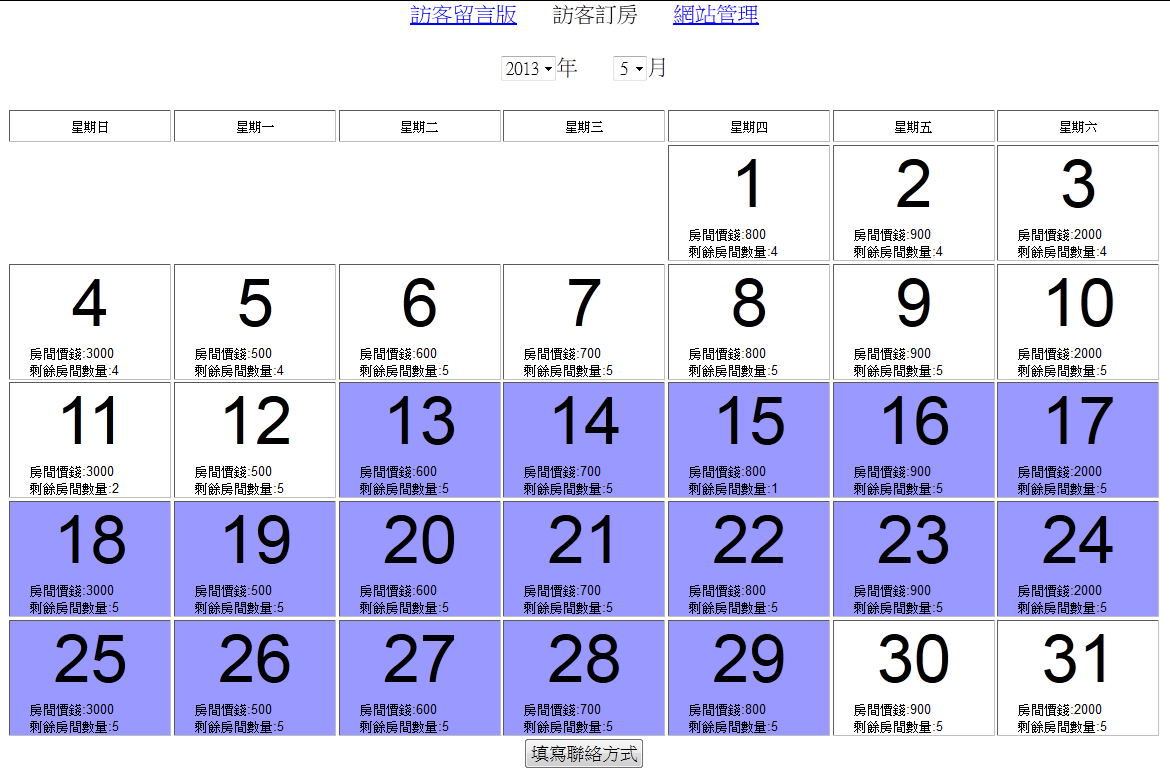 訪客留言版 訪客訂房 網站管理
2013 年 5 月
星期日 星期一 星期二 星期三 星期四 星期五 星期六
1 2 3
房間價錢:800 房間價錢:900 房間價錢:2000
剩餘房間數量:4 剩餘房間數量:4 剩餘房間數量:4
4 5 6 7 8 9 10
房間價錢:3000 房間價錢:500 房間價錢:600 房間價錢:700 房間價錢:800 房間價錢:900 房間價錢:2000
剩餘房間數量:4 剩餘房間數量:4 剩餘房間數量:5 剩餘房間數量:5 剩餘房間數量:5 剩餘房間數量:5 剩餘房間數量:5
11 12 13 14 15 16 17
房間價錢:3000 房間價錢:500 房間價錢:600 房間價錢:700 房間價錢:800 房間價錢:900 房間價錢:2000
剩餘房間數量:2 剩餘房間數量:5 剩餘房間數量:5 剩餘房間數量:5 剩餘房間數量:1 剩餘房間數量:5 剩餘房間數量:5
18 19 20 21 22 23 24
房間價錢:3000 房間價錢:500 房間價錢:600 房間價錢:700 房間價錢:800 房間價錢:900 房間價錢:2000
剩餘房間數量:5 剩餘房間數量:5 剩餘房間數量:5 剩餘房間數量:5 剩餘房間數量:5 剩餘房間數量:5 剩餘房間數量:5
25 26 27 28 29 30 31
房間價錢:3000 房間價錢:500 房間價錢:600 房間價錢:700 房間價錢:800 房間價錢:900 房間價錢:2000
剩餘房間數量:5 剩餘房間數量:5 剩餘房間數量:5 剩餘房間數量:5 剩餘房間數量:5 剩餘房間數量:5 剩餘房間數量:5
填寫聯絡方式